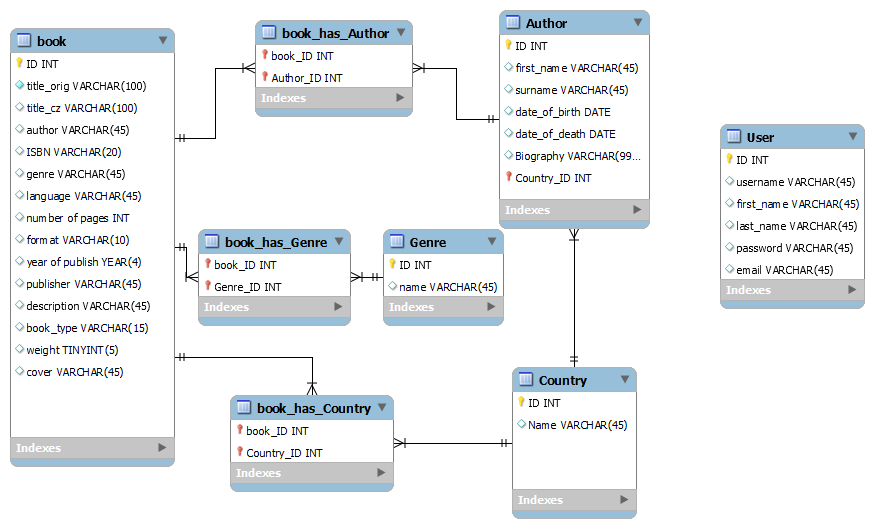 book
ID INT
title_orig VARCHAR(100)
title_cz VARCHAR(100)
author VARCHAR(45)
ISBN VARCHAR(20)
genre VARCHAR(45)
language VARCHAR(45)
number of pages INT
format VARCHAR(10)
year of publish YEAR(4)
publisher VARCHAR(45)
description VARCHAR(45)
book_type VARCHAR(15)
weight TINYINT(5)
cover VARCHAR(45)
Indexes
book_has_Author
book_ID INT
Author_ID INT
Indexes
Author
ID INT
first_name VARCHAR(45)
surname VARCHAR(45)
date_of_birth DATE
date_of_death DATE
Biography VARCHAR(99...
Country_ID INT
Indexes
User
ID INT
username VARCHAR(45)
first_name VARCHAR(45)
last_name VARCHAR(45)
password VARCHAR(45)
email VARCHAR(45)
Indexes
book_has_Genre
book_ID INT
Genre_ID INT
Indexes
Genre
ID INT
name VARCHAR(45)
Indexes
book_has_Country
book_ID INT
Country_ID INT
Indexes
Country
ID INT
Name VARCHAR(45)
Indexes